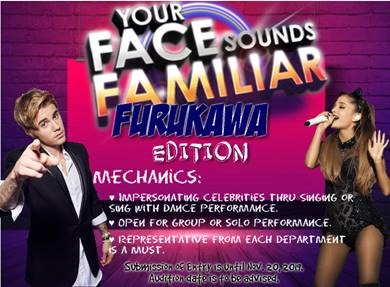 YOUR
FACE SOUNDS
FAMILIAR
FURUKAWA
EDITION
MECHANICS:
♥ IMPERSONATING CELEBRITIES THRU SINGING OR
SING WITH DANCE PERFORMANCE.
♥ OPEN FOR GROUP OR SOLO PERFORMANCE.
♥ REPRESENTATIVE FROM EACH DEPARTMENT
IS A MUST.
Submission of Entry is until Nov. 20, 2019.
Audition date is to be advised.